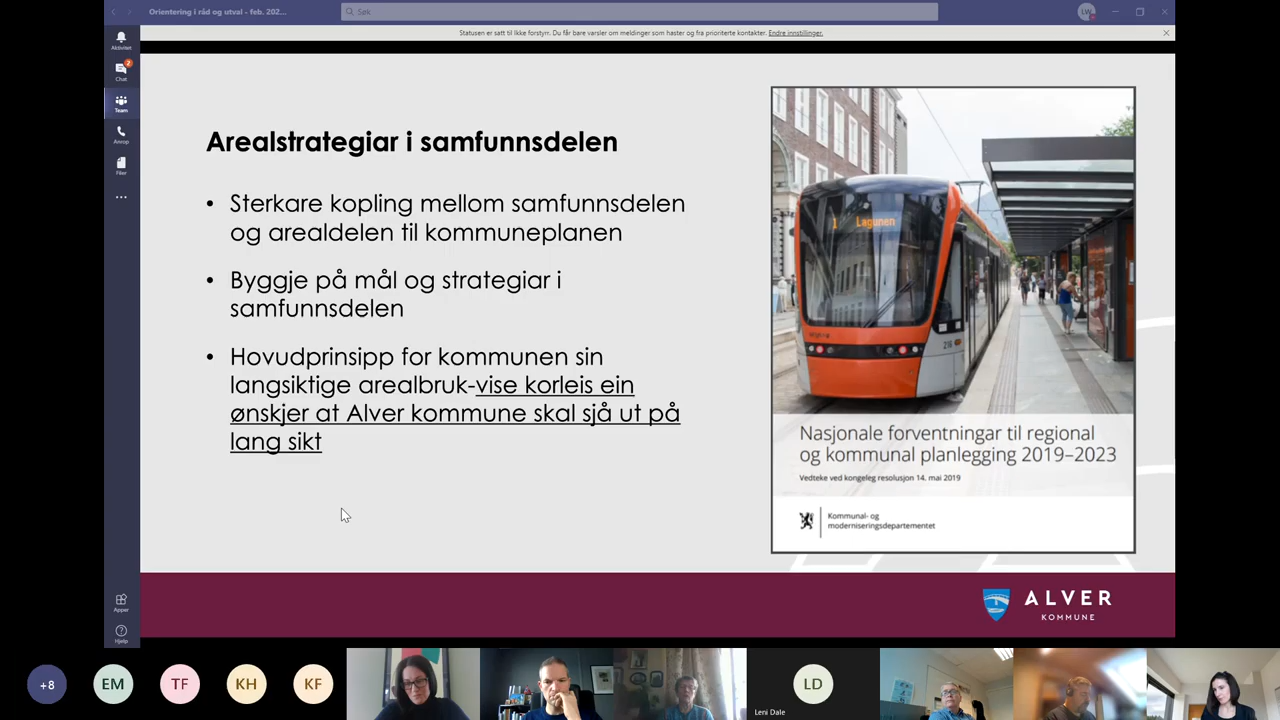 Orientering i råd og utval - feb. 202...
Søk
LW
Statusen er satt til Ikke forstyrr. Du får bare varsler om meldinger som haster og fra prioriterte kontakter. Endre innstillinger.
Aktivitet
2
Chat
Team
Anrop
Filer
Arealstrategiar i samfunnsdelen
• Sterkare kopling mellom samfunnsdelen
og arealdelen til kommuneplanen
• Byggje på mål og strategiar i
samfunnsdelen
• Hovudprinsipp for kommunen sin
langsiktige arealbruk-vise korleis ein
ønskjer at Alver kommune skal sjå ut på
lang sikt
1 Lagunen
216
Nasjonale forventningar til regional
og kommunal planlegging 2019–2023
Vedteke ved kongeleg resolusjon 14. mai 2019
Kommunal- og
moderniseringsdepartementet
Apper
Hjelp
ALVER
KOMMUNE
+8
EM
TF
KH
KF
LD
Leni Dale